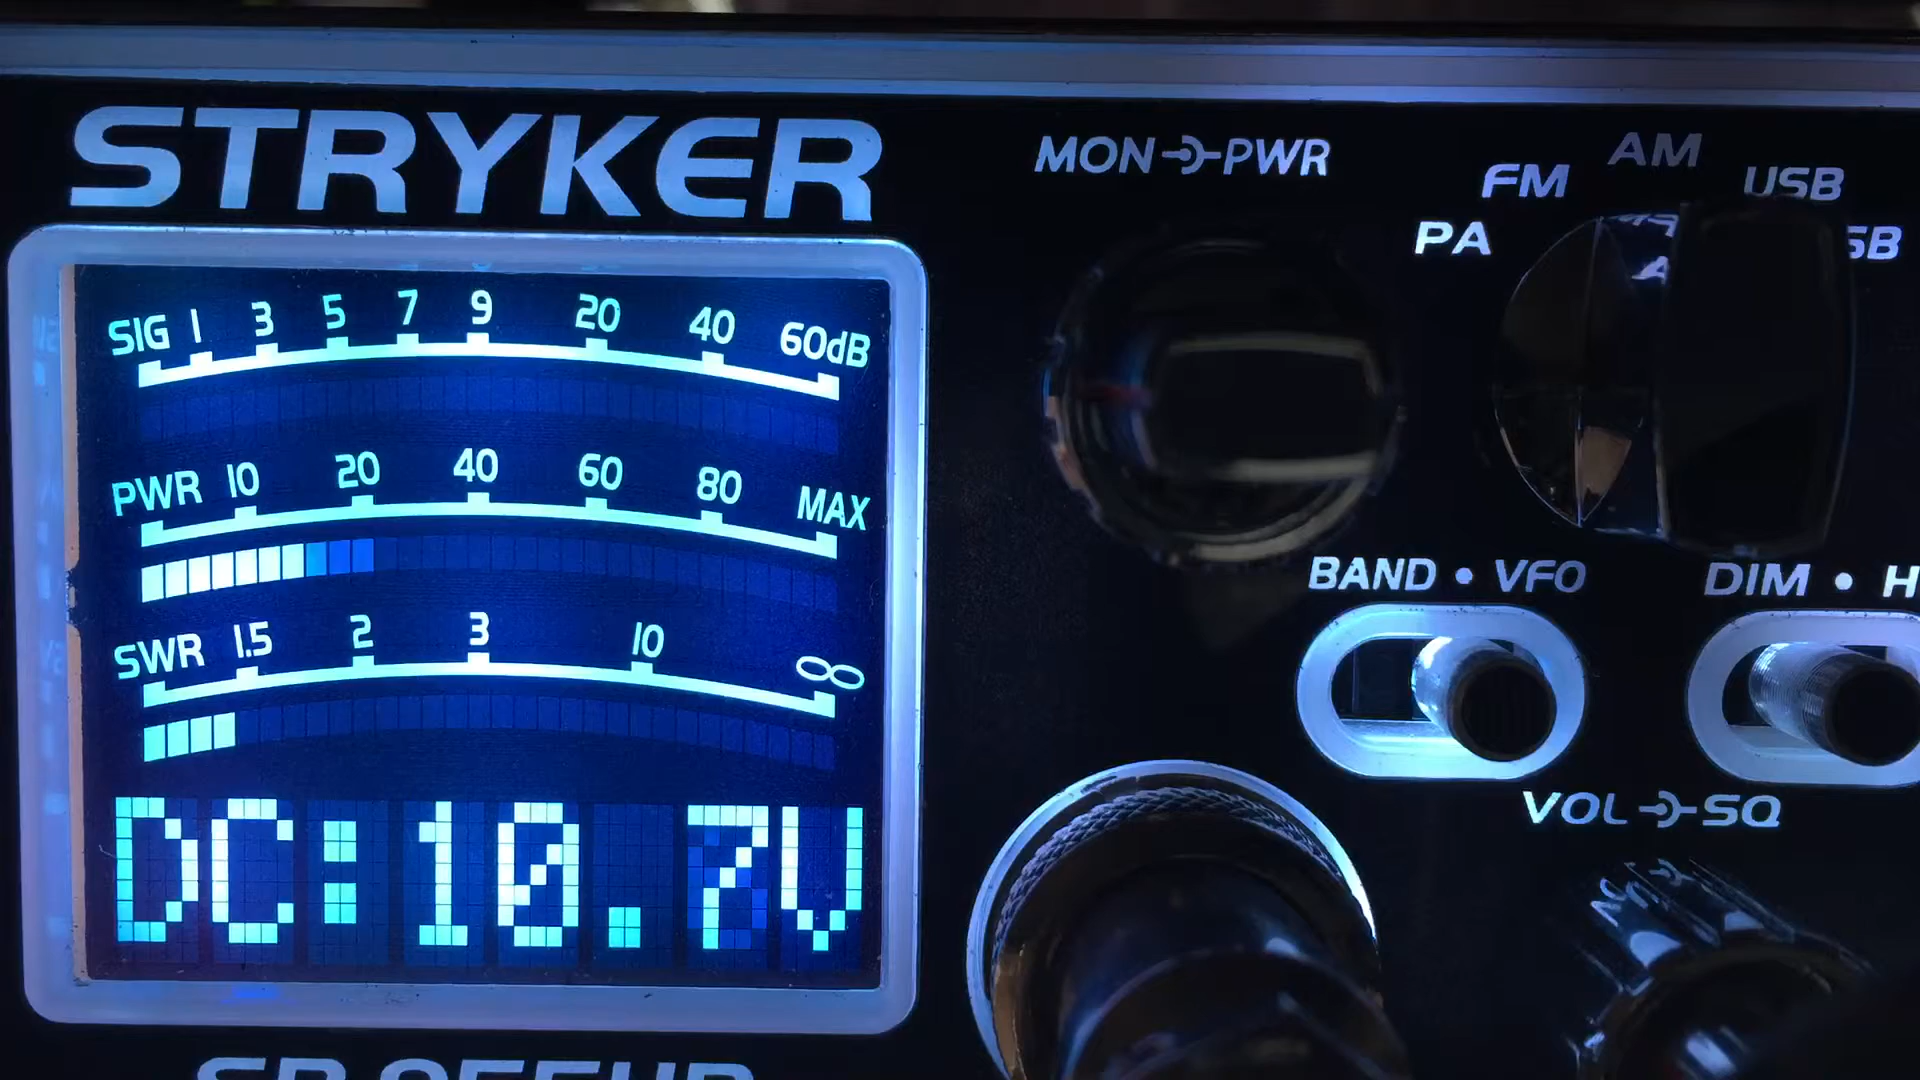 STRYKER
SIG 1 3 5 7 9 20 40 60dB
PWR 10 20 40 60 80 MAX
SWR 1.5 2 3 10 ∞
DC:10.7V
MON PWR
PA FM AM USB
BAND • VFO
DIM •
VOL SQ